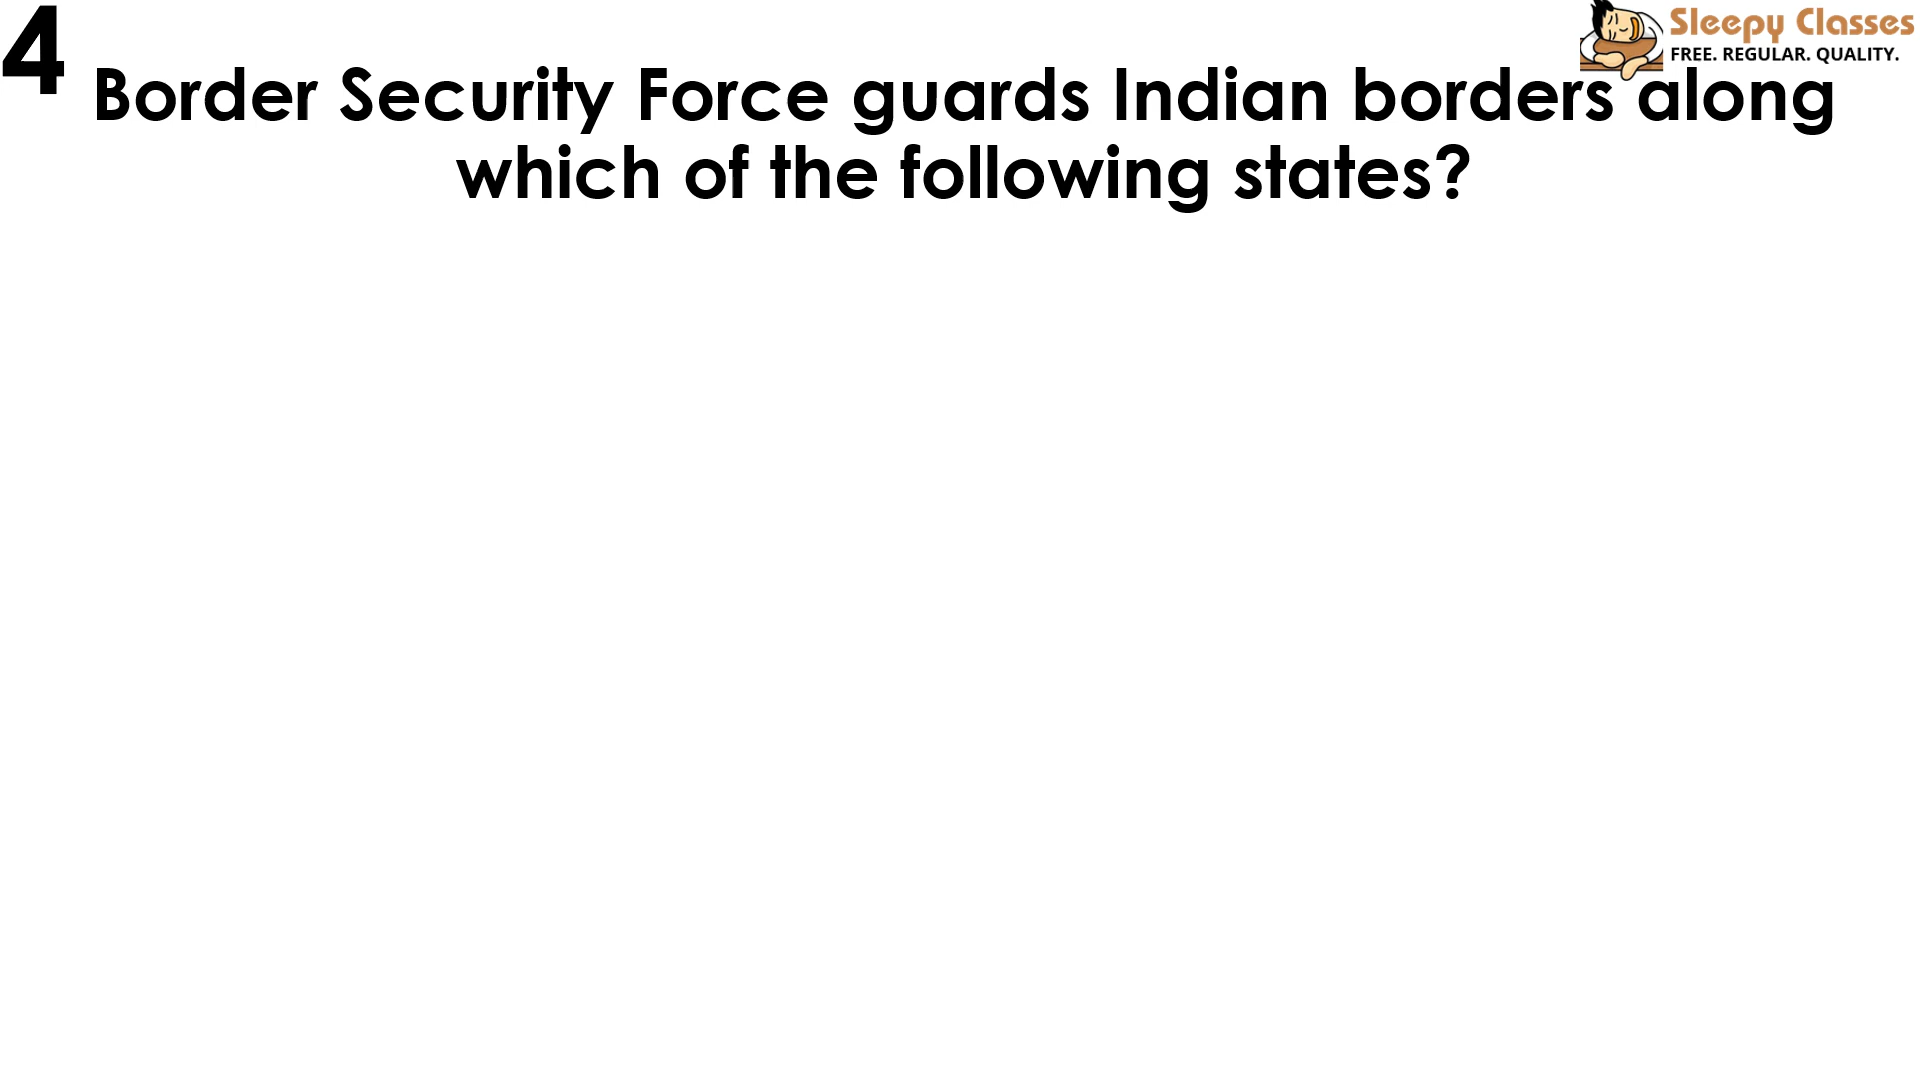 4
Sleepy Classes
FREE. REGULAR. QUALITY.
Border Security Force guards Indian borders along
which of the following states?